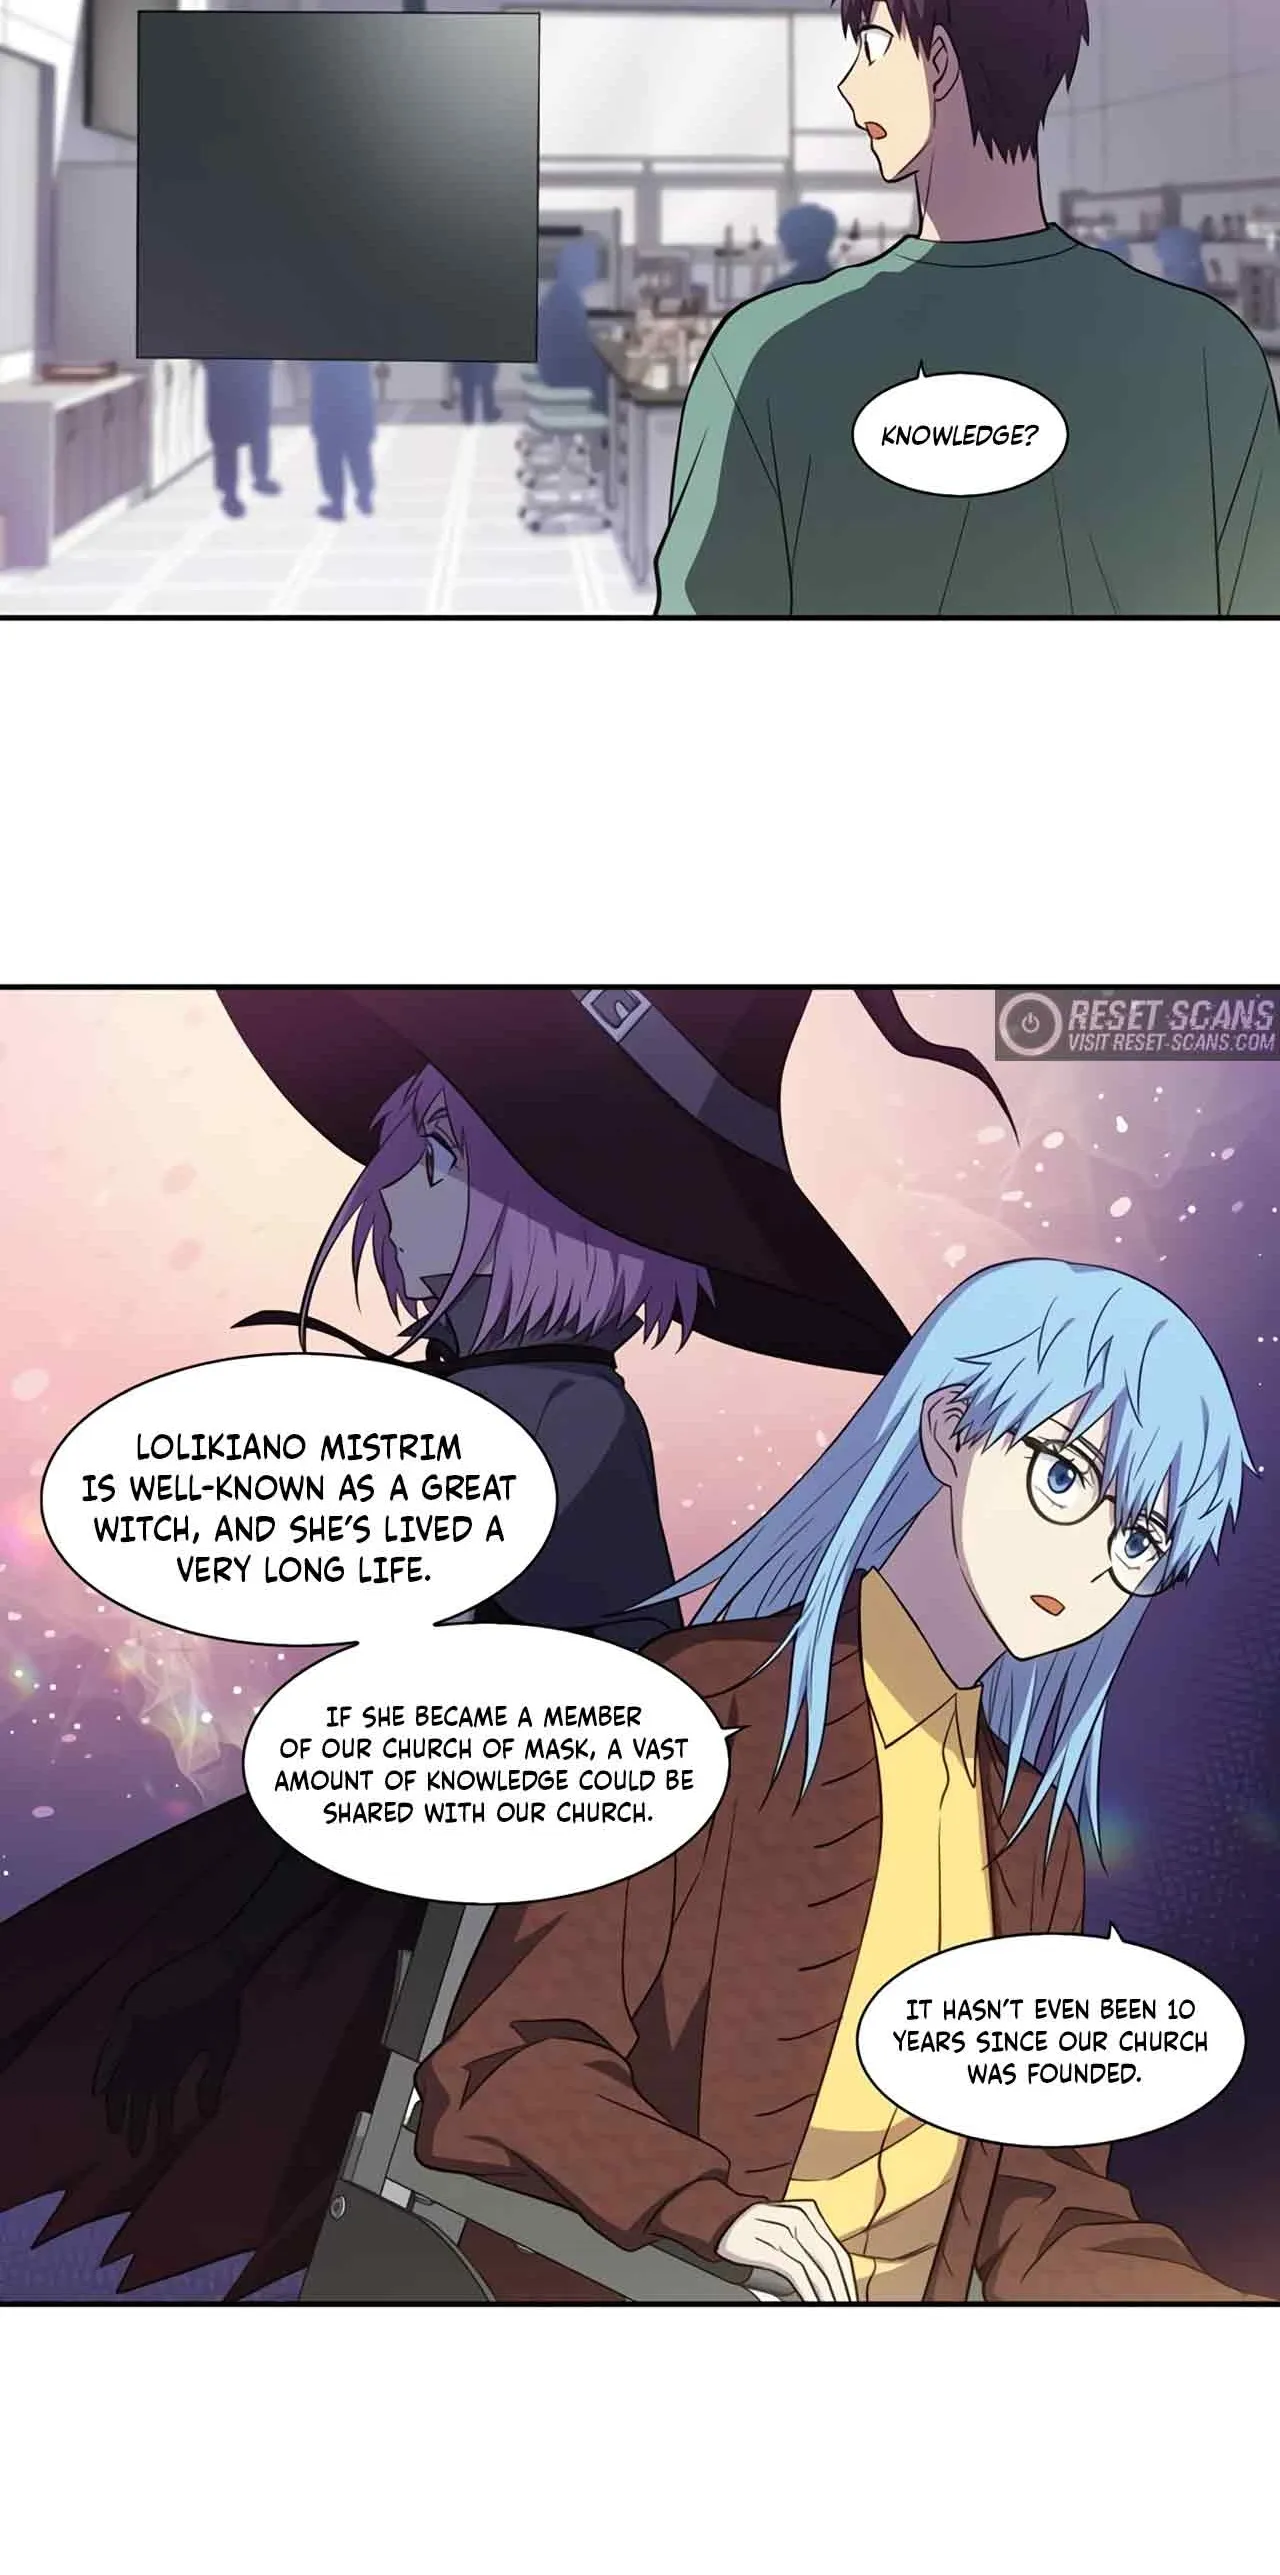 KNOWLEDGE?
RESET SCANS
VISIT RESET-SCANS.COM
LOLIKIANO MISTRIM
IS WELL-KNOWN AS A GREAT
WITCH, AND SHE'S LIVED A
VERY LONG LIFE.
IF SHE BECAME A MEMBER
OF OUR CHURCH OF MASK, A VAST
AMOUNT OF KNOWLEDGE COULD BE
SHARED WITH OUR CHURCH.
IT HASN'T EVEN BEEN 10
YEARS SINCE OUR CHURCH
WAS FOUNDED.